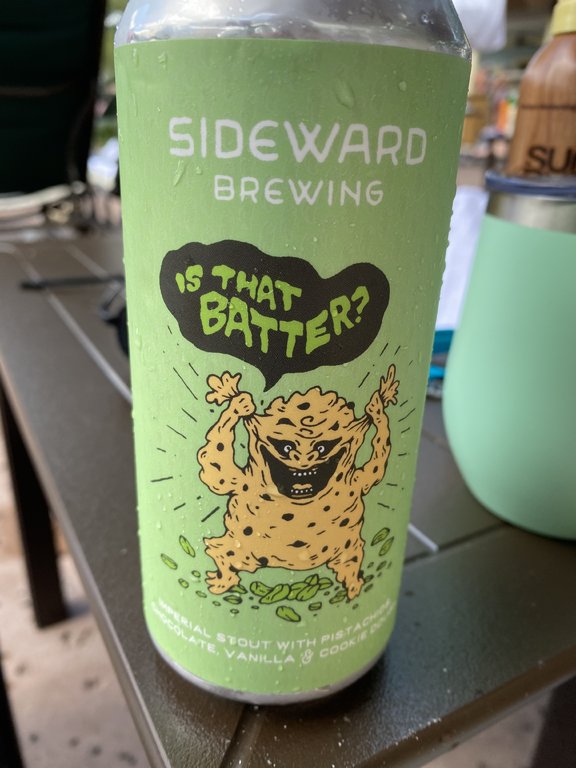 SIDEWARD
BREWING
IS THAT
BATTER?
IMPERIAL STOUT WITH PISTACHIOS,
CHOCOLATE, VANILLA & COOKIE